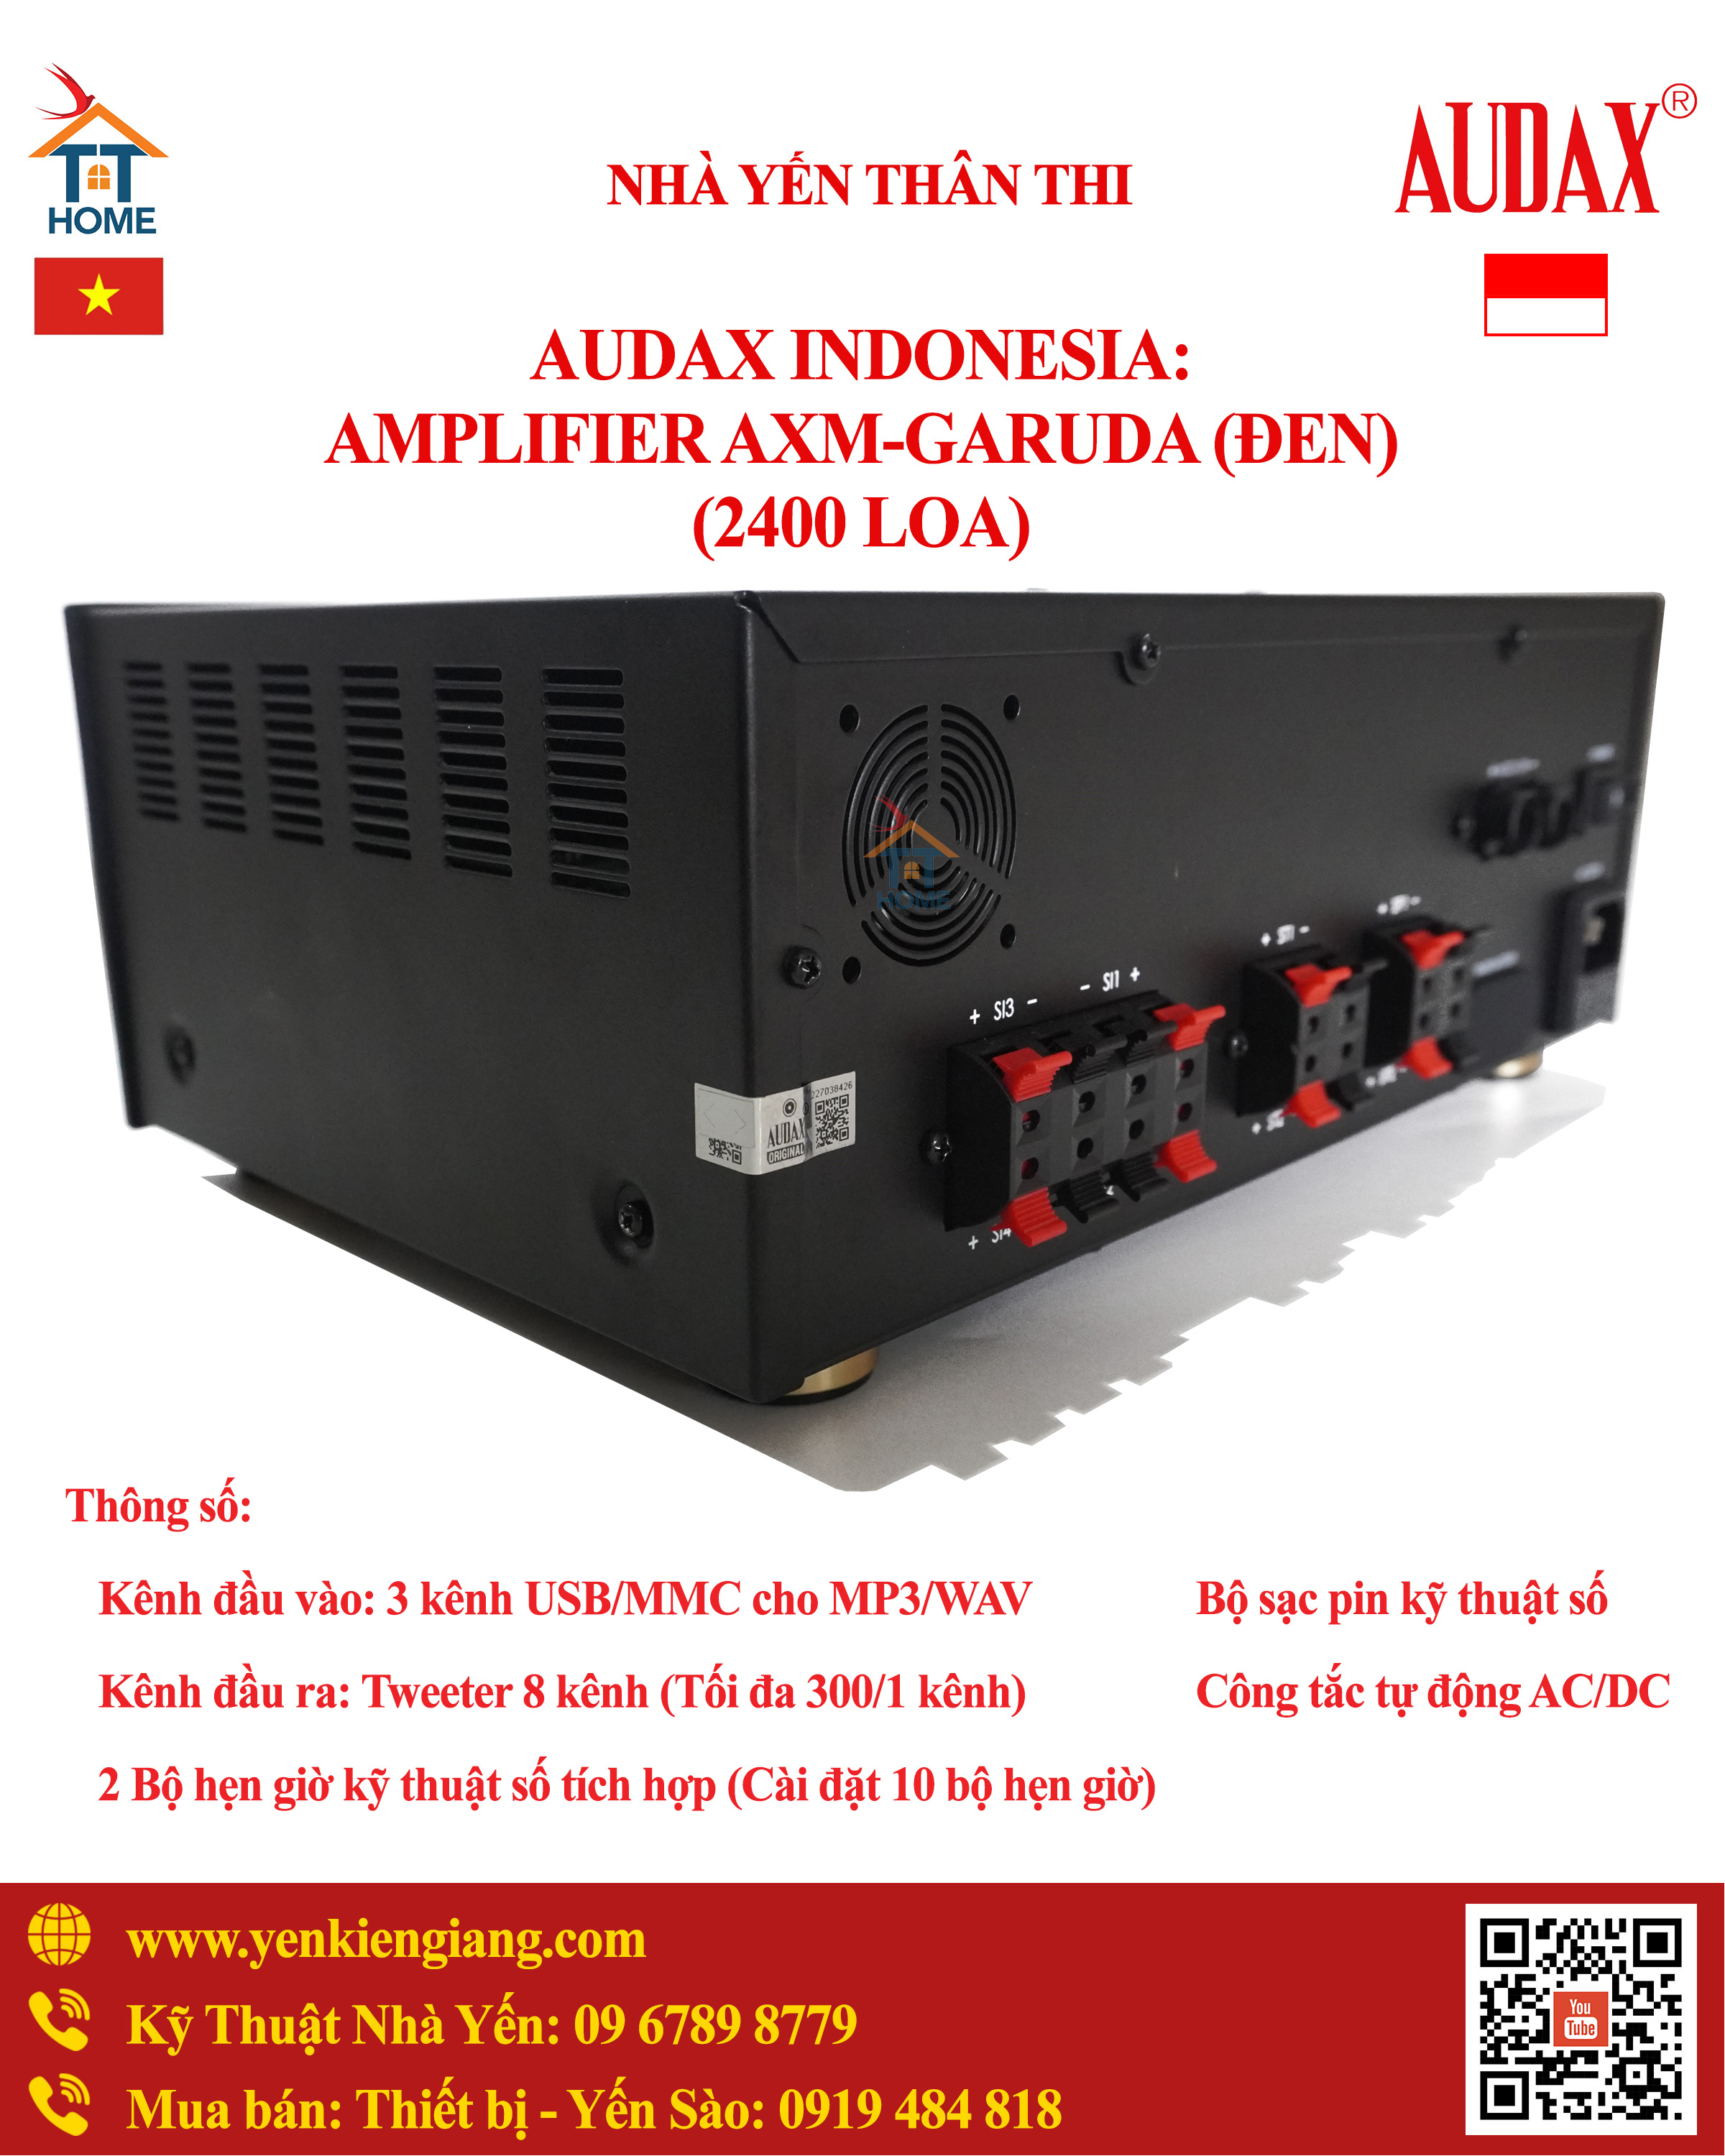 TT
HOME
NHÀ YẾN THÂN THI
AUDAX®
AUDAX INDONESIA:
AMPLIFIER AXM-GARUDA (ĐEN)
(2400 LOA)
TT
HOME
+ SI3 -
- SI1 +
+ ST1 -
+ SI4
227038426
AUDAX
ORIGINAL
Thông số:
Kênh đầu vào: 3 kênh USB/MMC cho MP3/WAV
Bộ sạc pin kỹ thuật số
Kênh đầu ra: Tweeter 8 kênh (Tối đa 300/1 kênh)
Công tắc tự động AC/DC
2 Bộ hẹn giờ kỹ thuật số tích hợp (Cài đặt 10 bộ hẹn giờ)
www.yenkiengiang.com
Kỹ Thuật Nhà Yến: 09 6789 8779
Mua bán: Thiết bị - Yến Sào: 0919 484 818
You
Tube